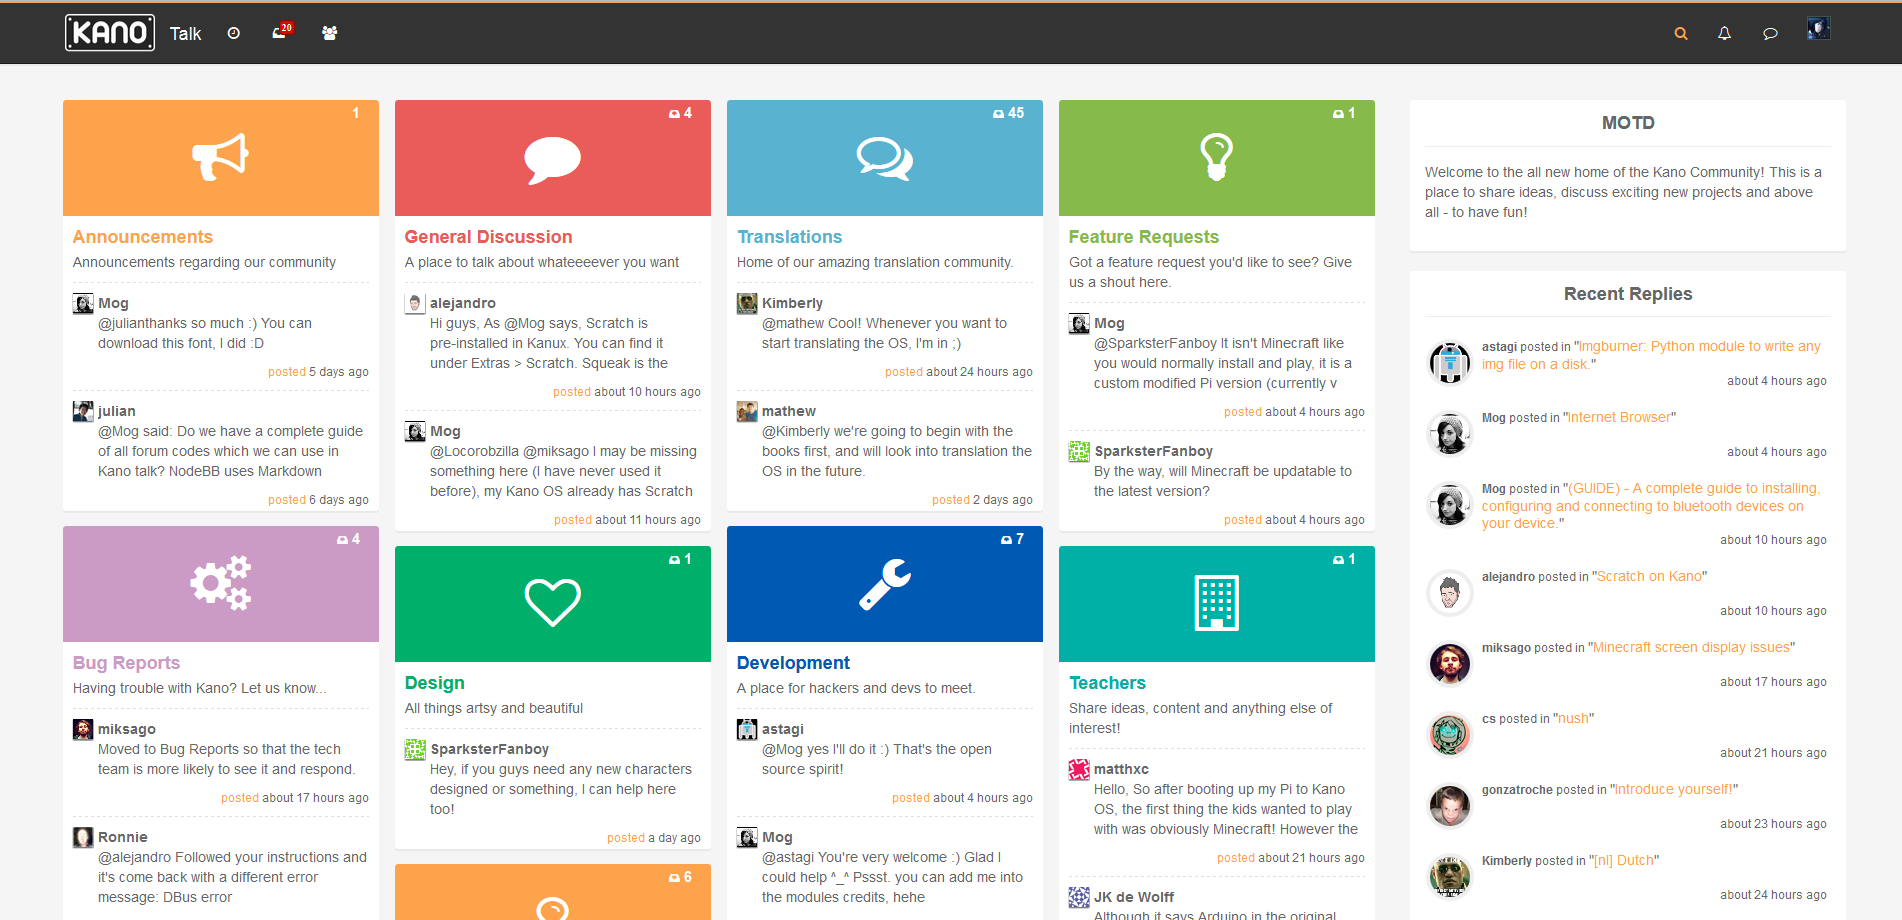 KANO
Talk
20
1
Announcements
Announcements regarding our community
Mog
@julianthanks so much :) You can
download this font, I did :D
posted 5 days ago
julian
@Mog said: Do we have a complete guide
of all forum codes which we can use in
Kano talk? NodeBB uses Markdown
posted 6 days ago
4
Bug Reports
Having trouble with Kano? Let us know...
miksago
Moved to Bug Reports so that the tech
team is more likely to see it and respond.
posted about 17 hours ago
Ronnie
@alejandro Followed your instructions and
it's come back with a different error
message: DBus error
4
General Discussion
A place to talk about whateeeever you want
alejandro
Hi guys, As @Mog says, Scratch is
pre-installed in Kanux. You can find it
under Extras > Scratch. Squeak is the
posted about 10 hours ago
Mog
@Locorobzilla @miksago I may be missing
something here (I have never used it
before), my Kano OS already has Scratch
posted about 11 hours ago
1
Design
All things artsy and beautiful
SparksterFanboy
Hey, if you guys need any new characters
designed or something, I can help here
too!
posted a day ago
6
45
Translations
Home of our amazing translation community.
Kimberly
@mathew Cool! Whenever you want to
start translating the OS, I'm in ;)
posted about 24 hours ago
mathew
@Kimberly we're going to begin with the
books first, and will look into translation the
OS in the future.
posted 2 days ago
7
Development
A place for hackers and devs to meet.
astagi
@Mog yes I'll do it :) That's the open
source spirit!
posted about 4 hours ago
Mog
@astagi You're very welcome :) Glad I
could help ^_^ Pssst. you can add me into
the modules credits, hehe
1
Feature Requests
Got a feature request you'd like to see? Give
us a shout here.
Mog
@SparksterFanboy It isn't Minecraft like
you would normally install and play, it is a
custom modified Pi version (currently v
posted about 4 hours ago
SparksterFanboy
By the way, will Minecraft be updatable to
the latest version?
posted about 4 hours ago
1
Teachers
Share ideas, content and anything else of
interest!
matthxc
Hello, So after booting up my Pi to Kano
OS, the first thing the kids wanted to play
with was obviously Minecraft! However the
posted about 21 hours ago
JK de Wolff
Although it says Arduino in the original
MOTD
Welcome to the all new home of the Kano Community! This is a
place to share ideas, discuss exciting new projects and above
all - to have fun!
Recent Replies
astagi posted in "Imgburner: Python module to write any
img file on a disk."
about 4 hours ago
Mog posted in "Internet Browser"
about 4 hours ago
Mog posted in "(GUIDE) - A complete guide to installing,
configuring and connecting to bluetooth devices on
your device."
about 10 hours ago
alejandro posted in "Scratch on Kano"
about 10 hours ago
miksago posted in "Minecraft screen display issues"
about 17 hours ago
cs posted in "nush"
about 21 hours ago
gonzatroche posted in "Introduce yourself!"
about 23 hours ago
Kimberly posted in "[nl] Dutch"
about 24 hours ago